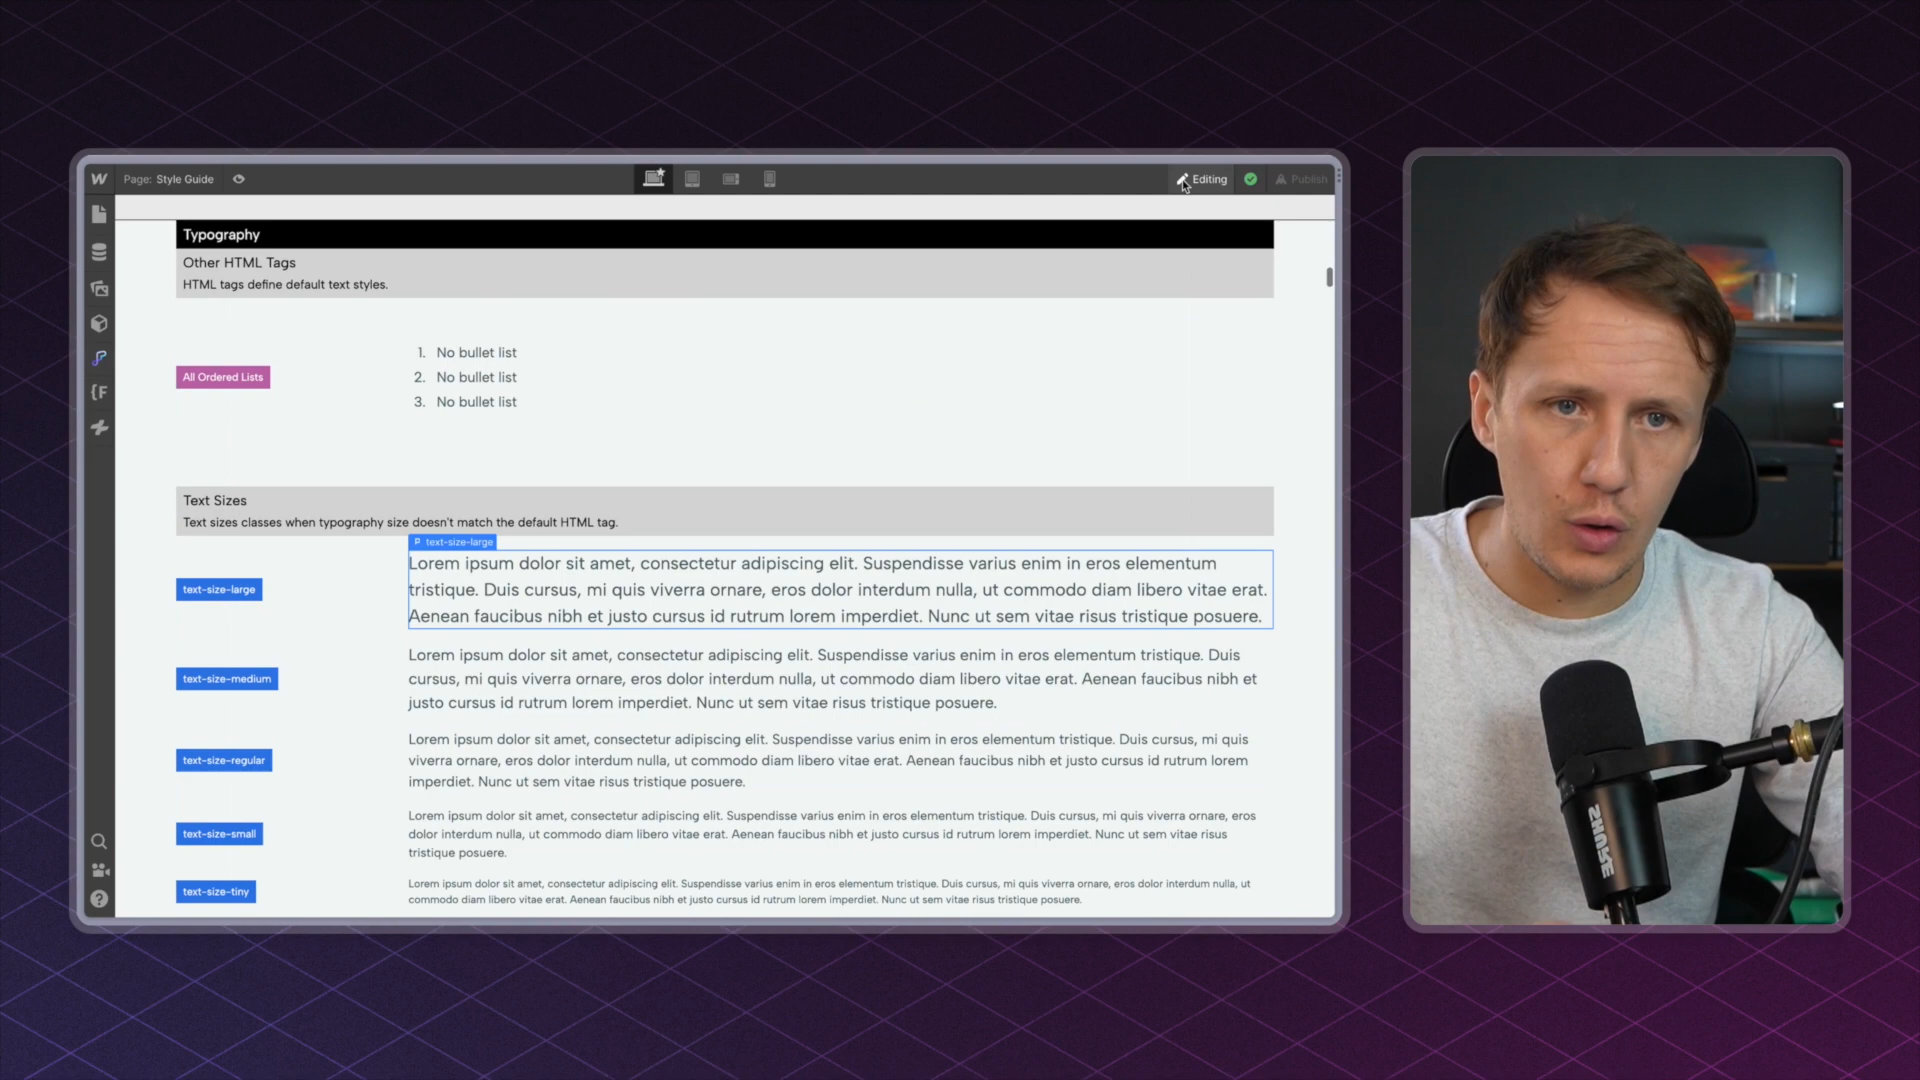 Page: Style Guide
Editing
Publish
Typography
Other HTML Tags
HTML tags define default text styles.
All Ordered Lists
1. No bullet list
2. No bullet list
3. No bullet list
Text Sizes
Text sizes classes when typography size doesn't match the default HTML tag.
text-size-large
text-size-large
Lorem ipsum dolor sit amet, consectetur adipiscing elit. Suspendisse varius enim in eros elementum
tristique. Duis cursus, mi quis viverra ornare, eros dolor interdum nulla, ut commodo diam libero vitae erat.
Aenean faucibus nibh et justo cursus id rutrum lorem imperdiet. Nunc ut sem vitae risus tristique posuere.
text-size-medium
Lorem ipsum dolor sit amet, consectetur adipiscing elit. Suspendisse varius enim in eros elementum tristique. Duis
cursus, mi quis viverra ornare, eros dolor interdum nulla, ut commodo diam libero vitae erat. Aenean faucibus nibh et
justo cursus id rutrum lorem imperdiet. Nunc ut sem vitae risus tristique posuere.
text-size-regular
Lorem ipsum dolor sit amet, consectetur adipiscing elit. Suspendisse varius enim in eros elementum tristique. Duis cursus, mi quis
viverra ornare, eros dolor interdum nulla, ut commodo diam libero vitae erat. Aenean faucibus nibh et justo cursus id rutrum lorem
imperdiet. Nunc ut sem vitae risus tristique posuere.
text-size-small
Lorem ipsum dolor sit amet, consectetur adipiscing elit. Suspendisse varius enim in eros elementum tristique. Duis cursus, mi quis viverra ornare, eros
dolor interdum nulla, ut commodo diam libero vitae erat. Aenean faucibus nibh et justo cursus id rutrum lorem imperdiet. Nunc ut sem vitae risus
tristique posuere.
text-size-tiny
Lorem ipsum dolor sit amet, consectetur adipiscing elit. Suspendisse varius enim in eros elementum tristique. Duis cursus, mi quis viverra ornare, eros dolor interdum nulla, ut
commodo diam libero vitae erat. Aenean faucibus nibh et justo cursus id rutrum lorem imperdiet. Nunc ut sem vitae risus tristique posuere.
SHURE